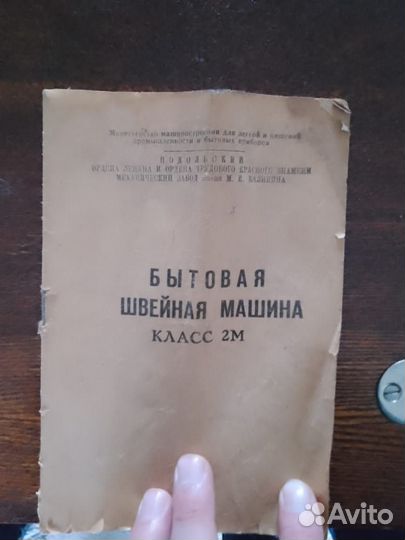 Министерство машиностроения для легкой и пищевой
промышленности и бытовых приборов
ПОДОЛЬСКИЙ
ОРДЕНА ЛЕНИНА И ОРДЕНА ТРУДОВОГО КРАСНОГО ЗНАМЕНИ
МЕХАНИЧЕСКИЙ ЗАВОД имени М. И. КАЛИНИНА
БЫТОВАЯ
ШВЕЙНАЯ МАШИНА
КЛАСС 2М
Avito